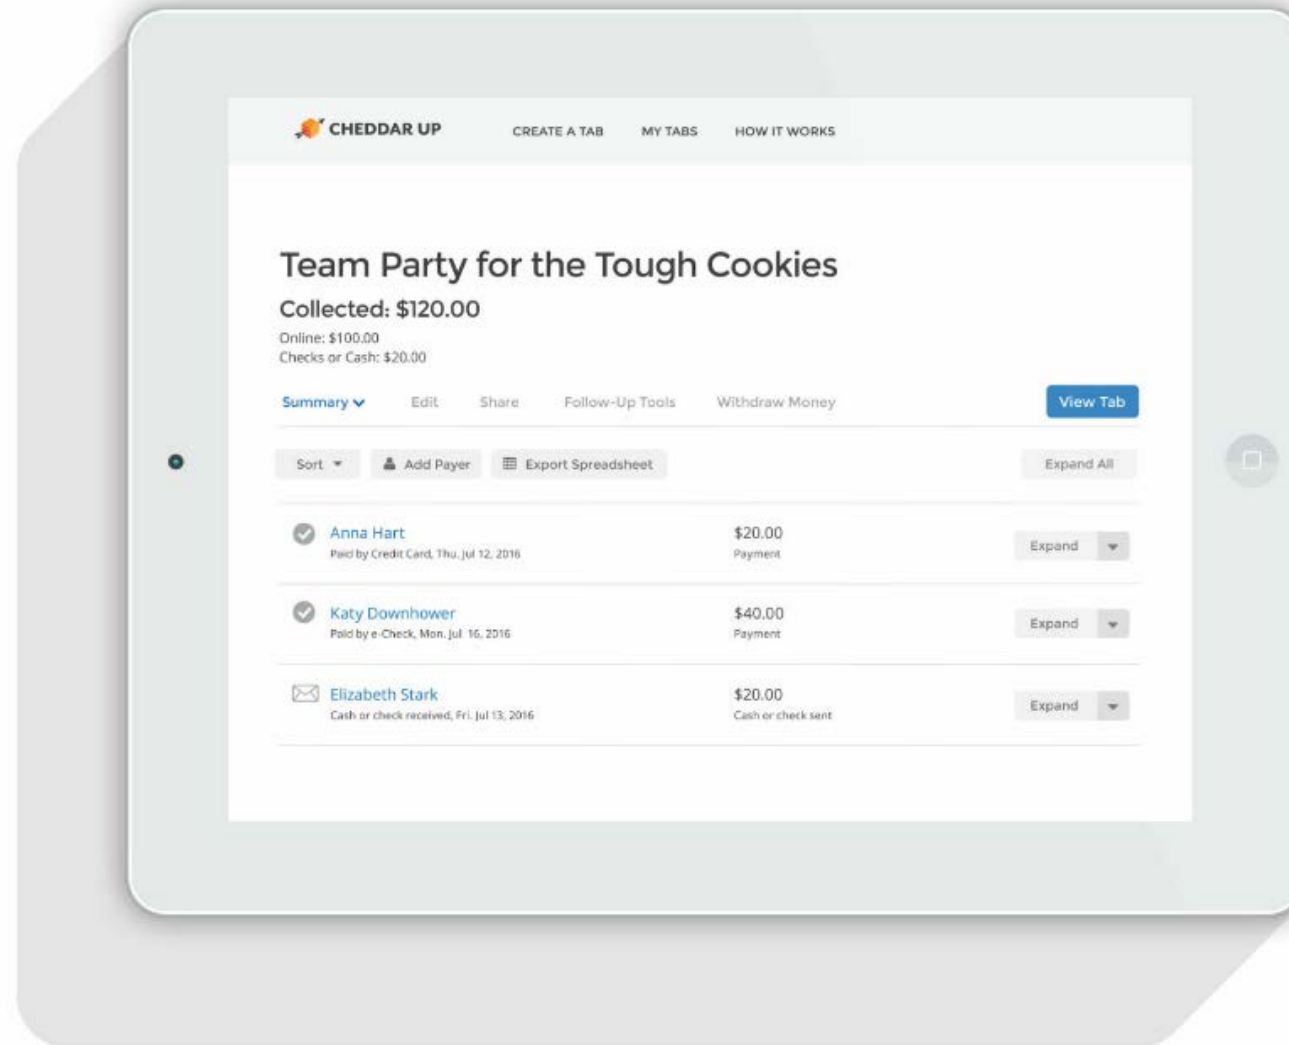 CHEDDAR UP CREATE A TAB MY TABS HOW IT WORKS
Team Party for the Tough Cookies
Collected: $120.00
Online: $100.00
Checks or Cash: $20.00
Summary Edit Share Follow-Up Tools Withdraw Money View Tab
Sort Add Payer Export Spreadsheet Expand All
Anna Hart $20.00
Paid by Credit Card, Thu. Jul 12, 2016 Payment Expand
Katy Downhower $40.00
Paid by e-Check, Mon. Jul 16, 2016 Payment Expand
Elizabeth Stark $20.00
Cash or check received, Fri. Jul 13, 2016 Cash or check sent Expand